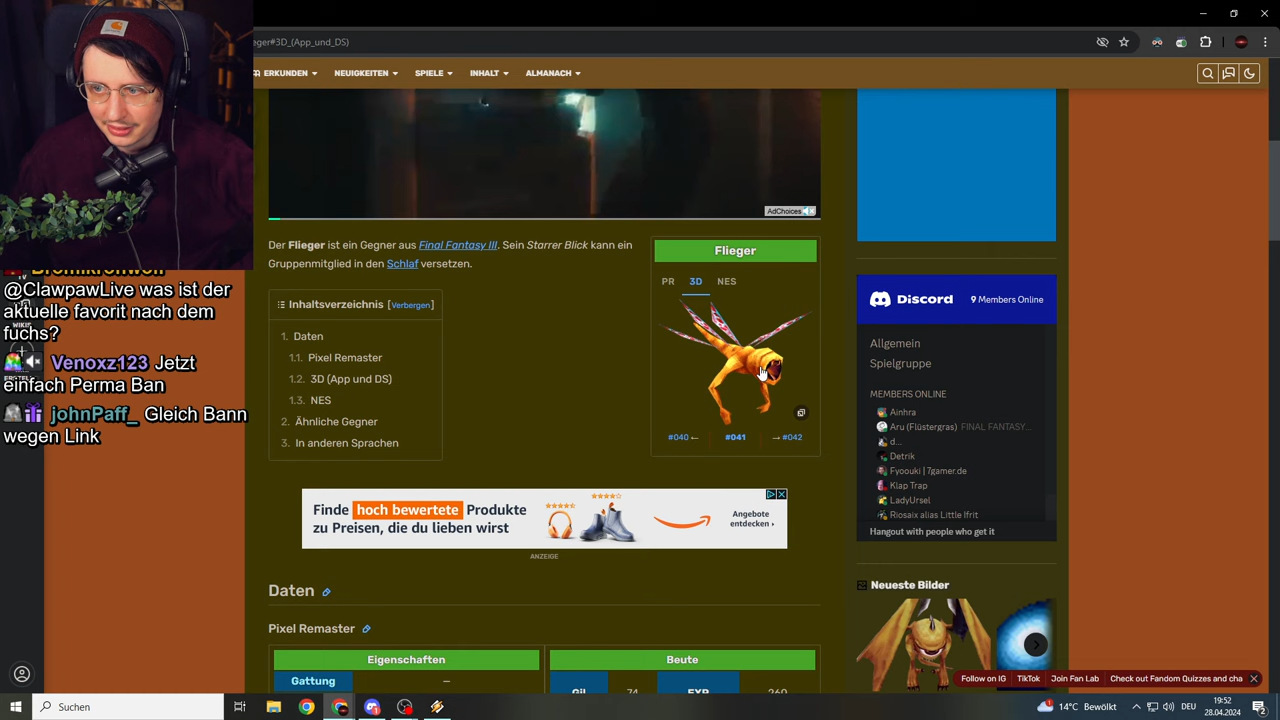 eger#3D_(App_und_DS)
ERKUNDEN
NEUIGKEITEN
SPIELE
INHALT
ALMANACH
AdChoices
Der Flieger ist ein Gegner aus Final Fantasy III. Sein Starrer Blick kann ein
Gruppenmitglied in den Schlaf versetzen.
Inhaltsverzeichnis [Verbergen]
1. Daten
1.1. Pixel Remaster
1.2. 3D (App und DS)
1.3. NES
2. Ähnliche Gegner
3. In anderen Sprachen
Flieger
PR 3D NES
#040 ← #041 → #042
@ClawpawLive was ist der
aktuelle favorit nach dem
fuchs?
Venoxz123 Jetzt
einfach Perma Ban
johnPaff_ Gleich Bann
wegen Link
Finde hoch bewertete Produkte
zu Preisen, die du lieben wirst
Angebote
entdecken
ANZEIGE
Daten
Pixel Remaster
Eigenschaften
Gattung –
Beute
Gil 74 EXP 260
Discord
9 Members Online
Allgemein
Spielgruppe
MEMBERS ONLINE
Ainhra
Aru (Flüstergras) FINAL FANTASY...
d...
Detrik
Fyoouki | 7gamer.de
Klap Trap
LadyUrsel
Riosaix alias Little Ifrit
Hangout with people who get it
Neueste Bilder
Follow on IG TikTok Join Fan Lab Check out Fandom Quizzes and cha
Suchen
14°C Bewölkt
DEU
19:52
28.04.2024
2